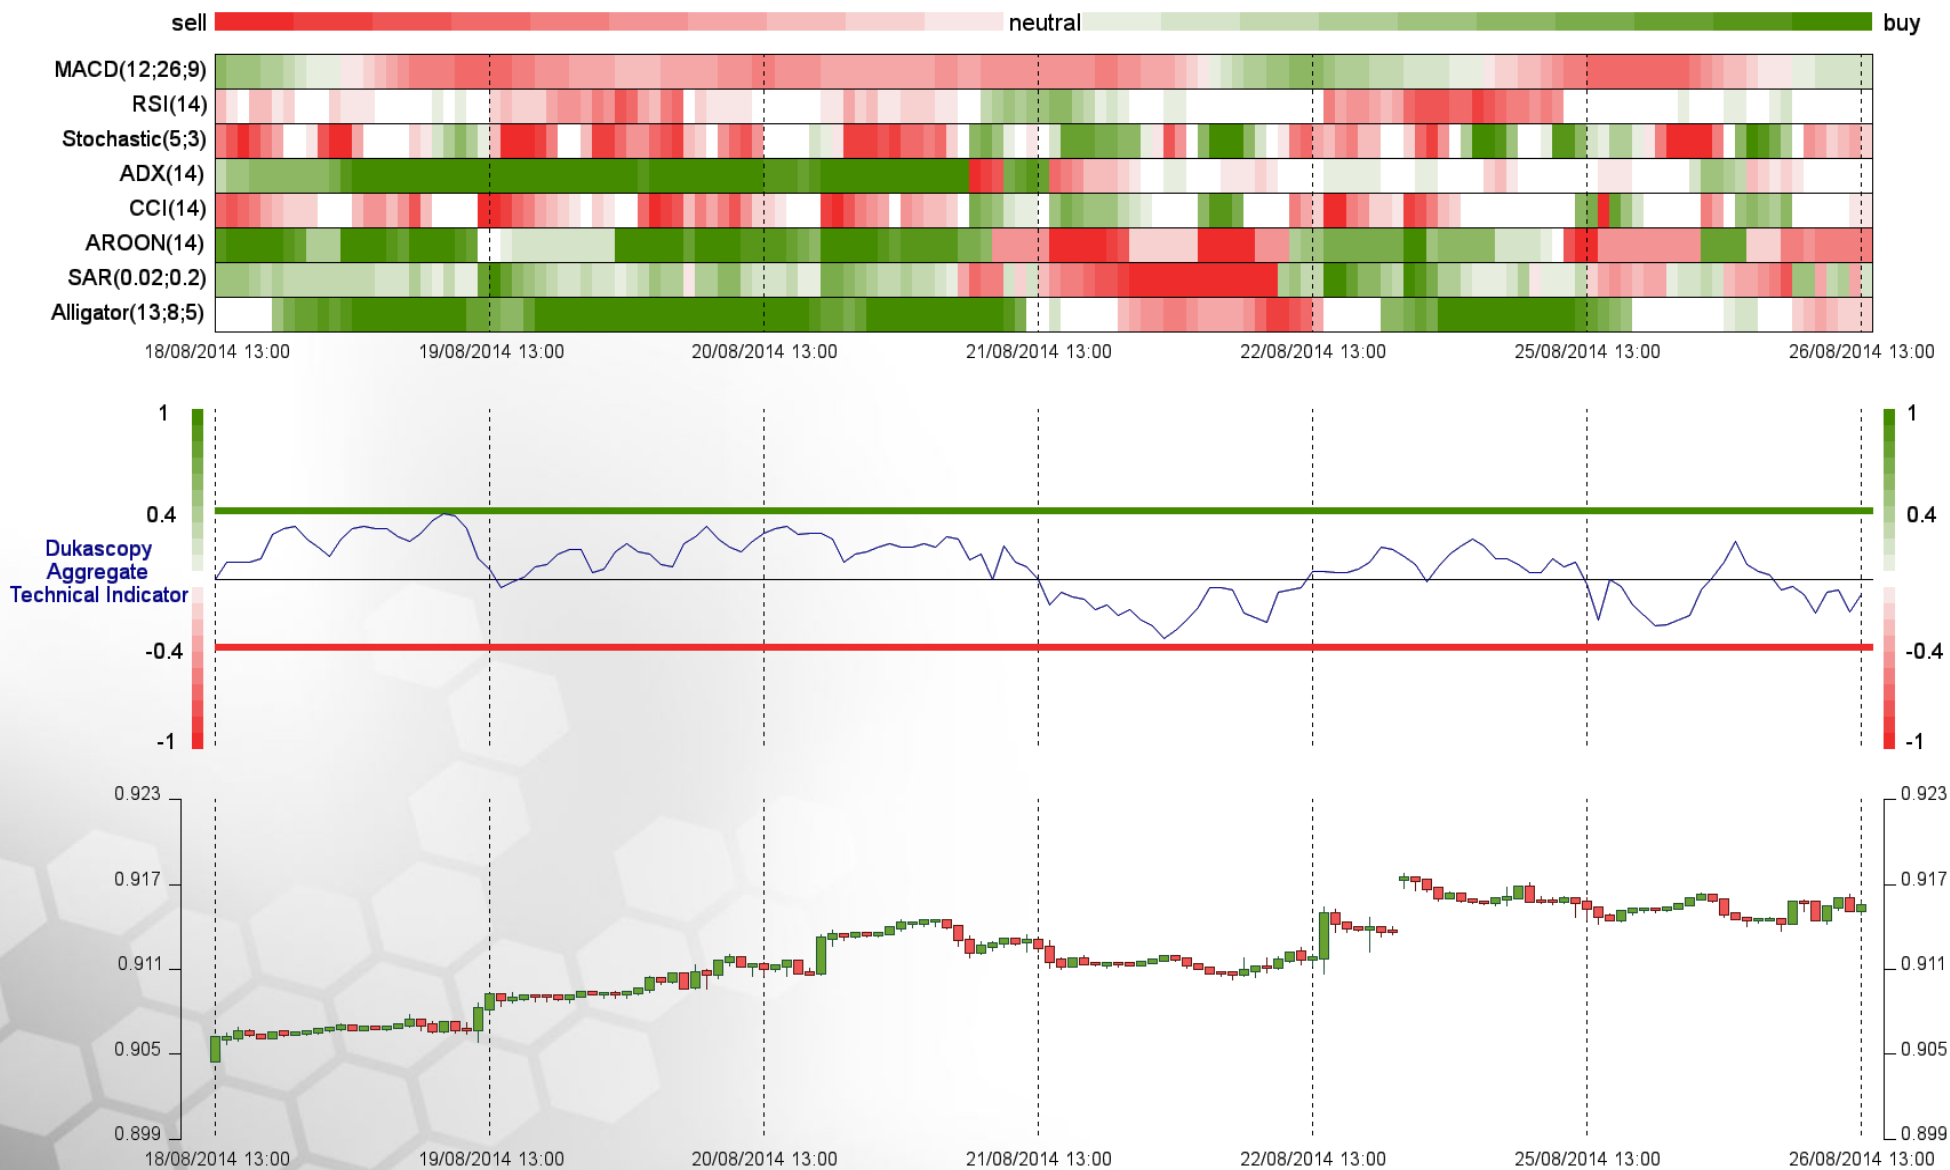 sell neutral buy
MACD(12;26;9)
RSI(14)
Stochastic(5;3)
ADX(14)
CCI(14)
AROON(14)
SAR(0.02;0.2)
Alligator(13;8;5)
18/08/2014 13:00 19/08/2014 13:00 20/08/2014 13:00 21/08/2014 13:00 22/08/2014 13:00 25/08/2014 13:00 26/08/2014 13:00
1 1
0.4 0.4
Dukascopy
Aggregate
Technical Indicator
-0.4 -0.4
-1 -1
0.923 0.923
0.917 0.917
0.911 0.911
0.905 0.905
0.899 0.899
18/08/2014 13:00 19/08/2014 13:00 20/08/2014 13:00 21/08/2014 13:00 22/08/2014 13:00 25/08/2014 13:00 26/08/2014 13:00